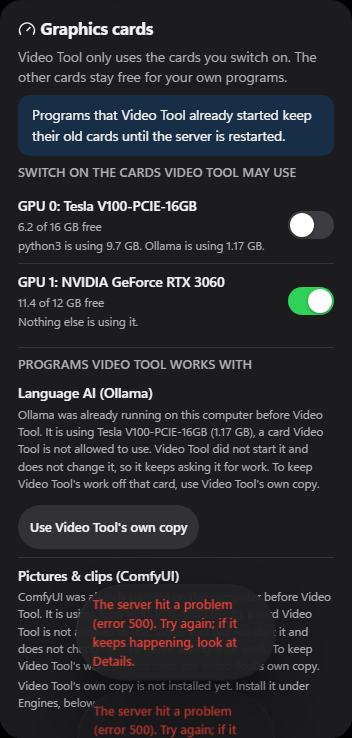 Graphics cards
Video Tool only uses the cards you switch on. The
other cards stay free for your own programs.
Programs that Video Tool already started keep
their old cards until the server is restarted.
SWITCH ON THE CARDS VIDEO TOOL MAY USE
GPU 0: Tesla V100-PCIE-16GB
6.2 of 16 GB free
python3 is using 9.7 GB. Ollama is using 1.17 GB.
GPU 1: NVIDIA GeForce RTX 3060
11.4 of 12 GB free
Nothing else is using it.
PROGRAMS VIDEO TOOL WORKS WITH
Language AI (Ollama)
Ollama was already running on this computer before Video
Tool. It is using Tesla V100-PCIE-16GB (1.17 GB), a card Video
Tool is not allowed to use. Video Tool did not start it and
does not change it, so it keeps asking it for work. To keep
Video Tool's work off that card, use Video Tool's own copy.
Use Video Tool's own copy
Pictures & clips (ComfyUI)
ComfyUI was before Video
Tool. It is Video
Tool is not it and
does not To keep
Video Tool's own copy.
Video Tool's own copy is not installed yet. Install it under
Engines, below
The server hit a problem
(error 500). Try again; if it
keeps happening, look at
Details.
The server hit a problem
(error 500). Try again; if it